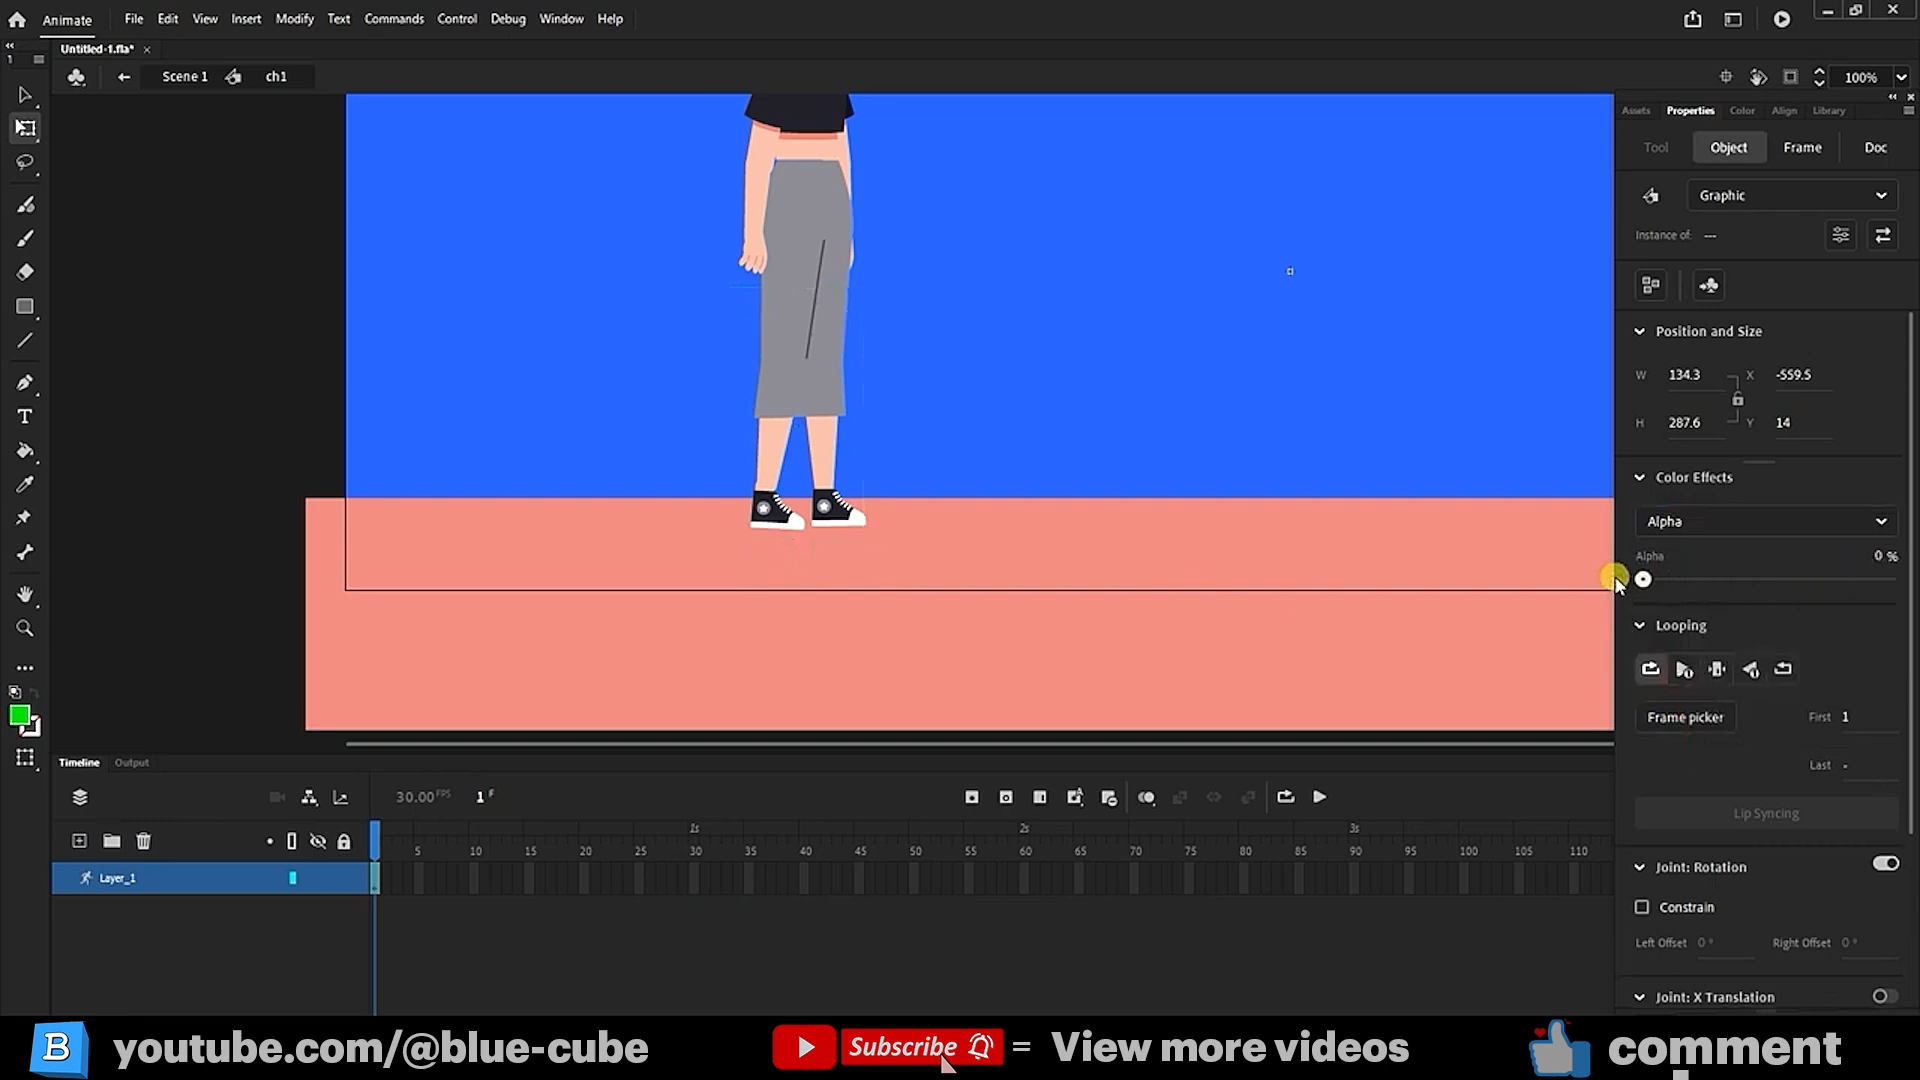 Animate File Edit View Insert Modify Text Commands Control Debug Window Help
Untitled-1.fla* ×
1
Scene 1 ch1 100%
Assets Properties Color Align Library
Tool Object Frame Doc
Graphic
Instance of: ---
Position and Size
W 134.3 X -559.5
H 287.6 Y 14
Color Effects
Alpha
Alpha 0 %
Looping
Frame picker First 1
Last -
Lip Syncing
Joint: Rotation
Constrain
Left Offset 0 ° Right Offset 0 °
Joint: X Translation
Timeline Output
30.00 FPS 1 F
1s 2s 3s
5 10 15 20 25 30 35 40 45 50 55 60 65 70 75 80 85 90 95 100 105 110
Layer_1
B youtube.com/@blue-cube Subscribe = View more videos comment